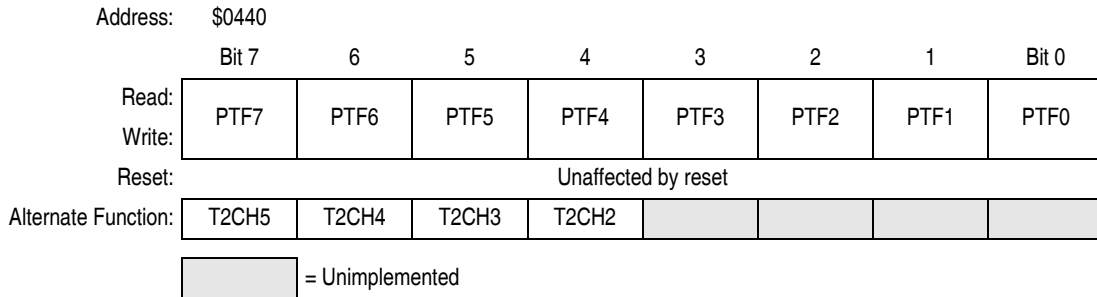 Address: $0440
Bit 7 6 5 4 3 2 1 Bit 0
Read:
PTF7 PTF6 PTF5 PTF4 PTF3 PTF2 PTF1 PTF0
Write:
Reset: Unaffected by reset
Alternate Function: T2CH5 T2CH4 T2CH3 T2CH2
= Unimplemented